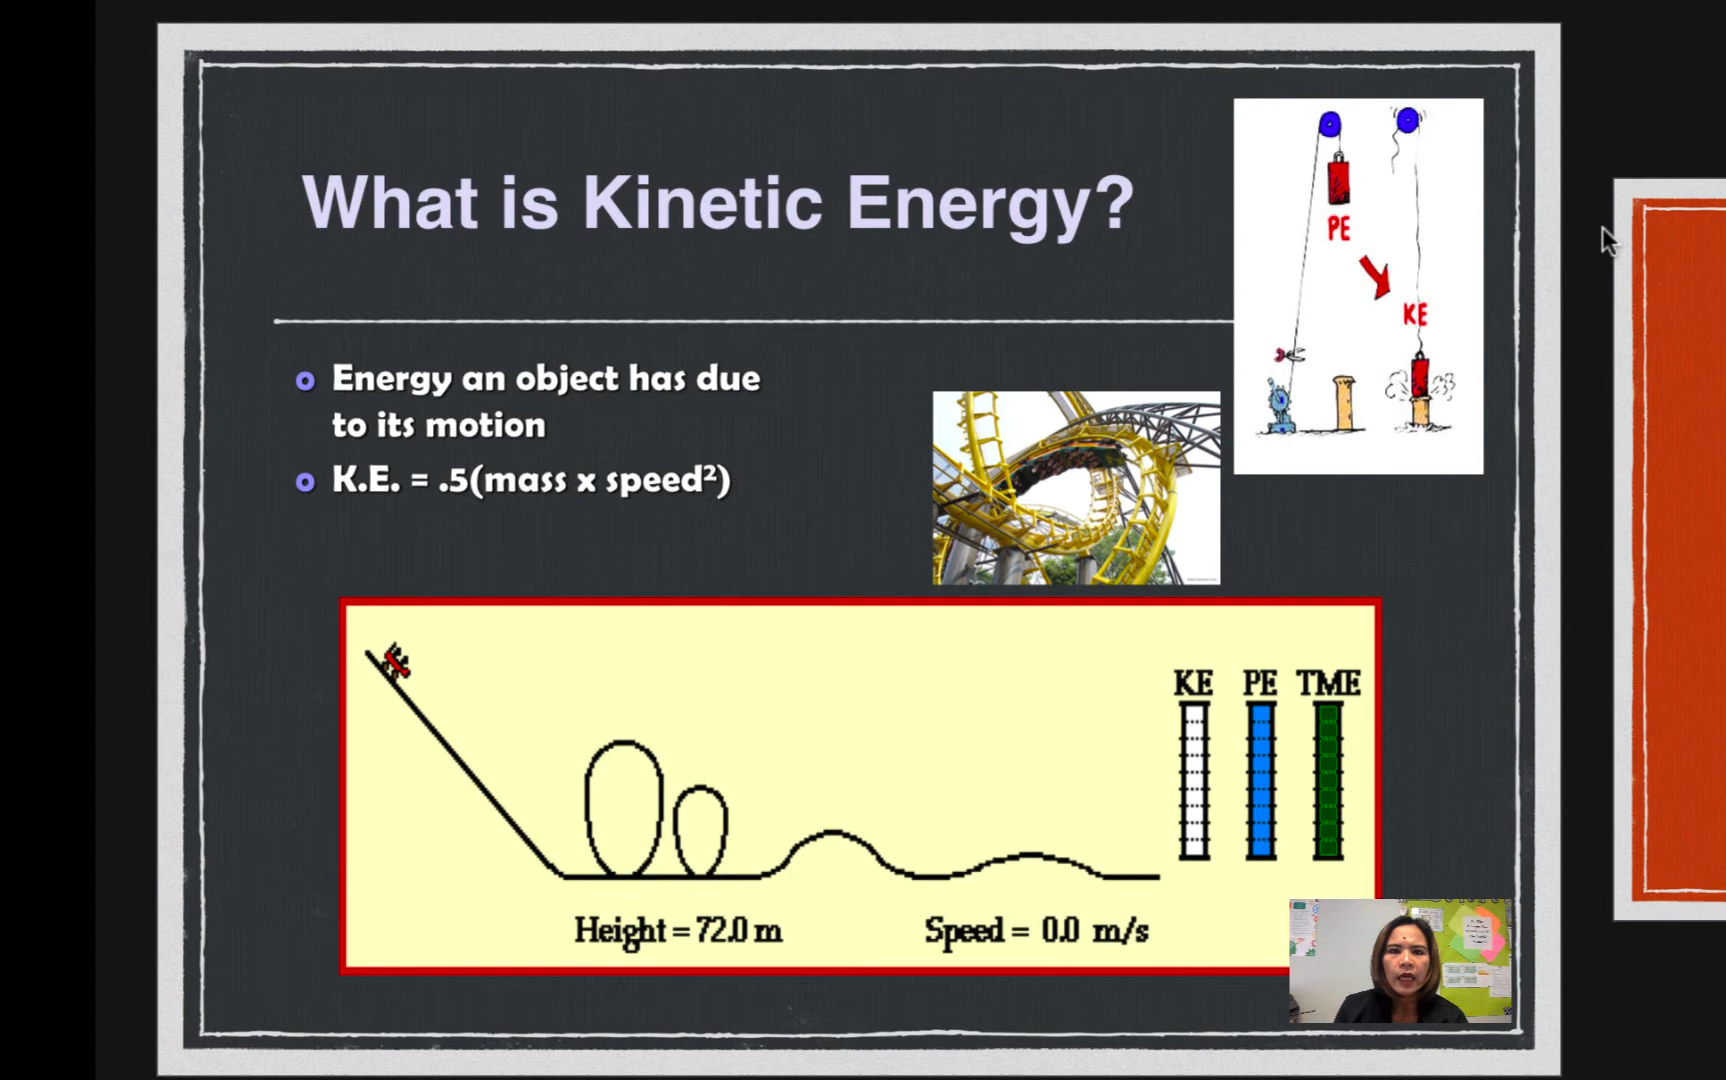 What is Kinetic Energy?
PE
KE
Energy an object has due
to its motion
K.E. = .5(mass x speed²)
KE PE TME
Height = 72.0 m Speed = 0.0 m/s